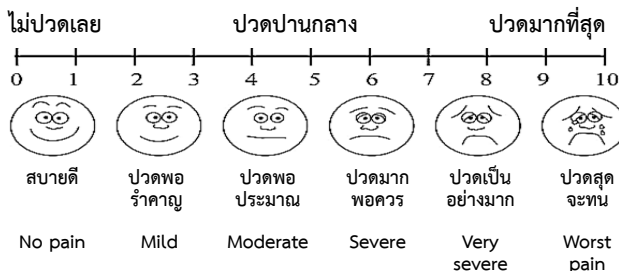 ไม่ปวดเลย ปวดปานกลาง ปวดมากที่สุด
0 1 2 3 4 5 6 7 8 9 10
สบายดี ปวดพอ ปวดพอ ปวดมาก ปวดเป็น ปวดสุด
รำคาญ ประมาณ พอควร อย่างมาก จะทน
No pain Mild Moderate Severe Very Worst
severe pain